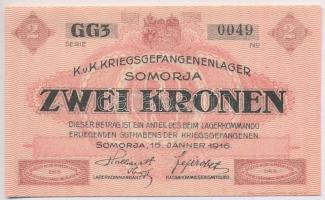 2 GG3 0049 2
SERIE No
K.u.K. KRIEGSGEFANGENENLAGER
SOMORJA
ZWEI KRONEN
DIESER BETRAG IST EIN ANTEIL DES BEIM LAGERKOMMANDO
ERLIEGENDEN GUTHABENS DER KRIEGSGEFANGENEN.
SOMORJA, 15. JÄNNER 1916.
LAGERKOMMANDANT